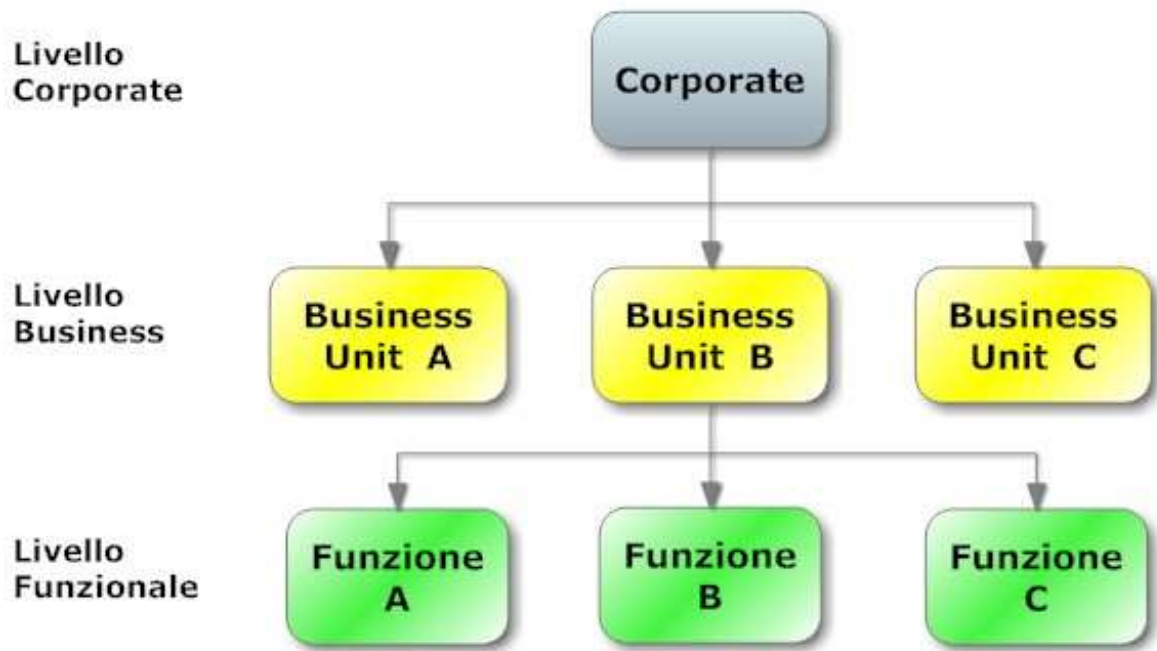 Livello
Corporate
Corporate
Livello
Business
Business
Unit A
Business
Unit B
Business
Unit C
Livello
Funzionale
Funzione
A
Funzione
B
Funzione
C